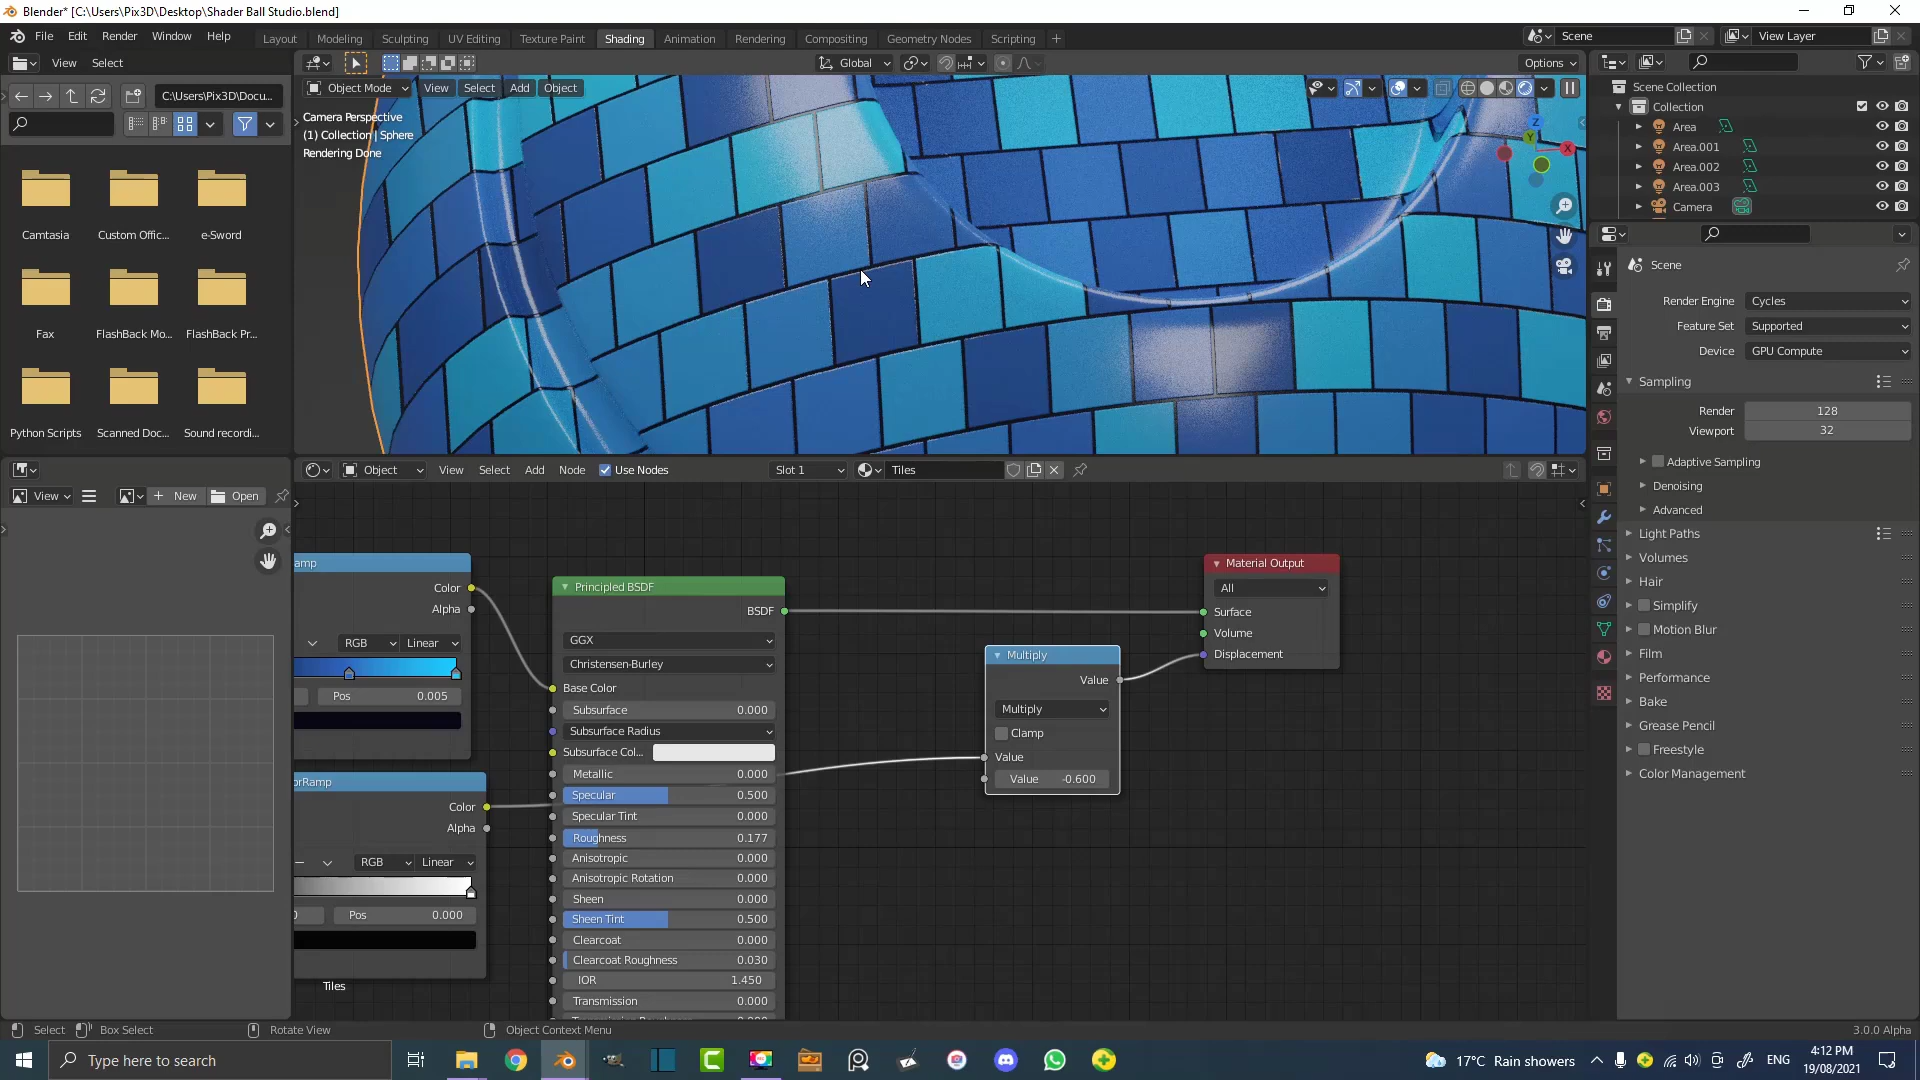 Blender* [C:\Users\Pix3D\Desktop\Shader Ball Studio.blend]
File Edit Render Window Help
Layout Modeling Sculpting UV Editing Texture Paint Shading Animation Rendering Compositing Geometry Nodes Scripting
Scene
View Layer
View Select
Global
Options
C:\Users\Pix3D\Docu...
Object Mode View Select Add Object
Camera Perspective
(1) Collection | Sphere
Rendering Done
Z
Y
X
Scene Collection
Collection
Area
Area.001
Area.002
Area.003
Camera
Camtasia
Custom Offic...
e-Sword
Fax
FlashBack Mo...
FlashBack Pr...
Python Scripts
Scanned Doc...
Sound recordi...
Scene
Render Engine Cycles
Feature Set Supported
Device GPU Compute
Sampling
Render 128
Viewport 32
Adaptive Sampling
Denoising
Advanced
Light Paths
Volumes
Hair
Simplify
Motion Blur
Film
Performance
Bake
Grease Pencil
Freestyle
Color Management
View
New
Open
Object View Select Add Node Use Nodes
Slot 1
Tiles
amp
Color
Alpha
RGB Linear
Pos 0.005
orRamp
Color
Alpha
RGB Linear
0 Pos 0.000
Tiles
Principled BSDF
BSDF
GGX
Christensen-Burley
Base Color
Subsurface 0.000
Subsurface Radius
Subsurface Col...
Metallic 0.000
Specular 0.500
Specular Tint 0.000
Roughness 0.177
Anisotropic 0.000
Anisotropic Rotation 0.000
Sheen 0.000
Sheen Tint 0.500
Clearcoat 0.000
Clearcoat Roughness 0.030
IOR 1.450
Transmission 0.000
Multiply
Value
Multiply
Clamp
Value
Value -0.600
Material Output
All
Surface
Volume
Displacement
Select Box Select Rotate View Object Context Menu
3.0.0 Alpha
Type here to search
17°C Rain showers
ENG
4:12 PM
19/08/2021